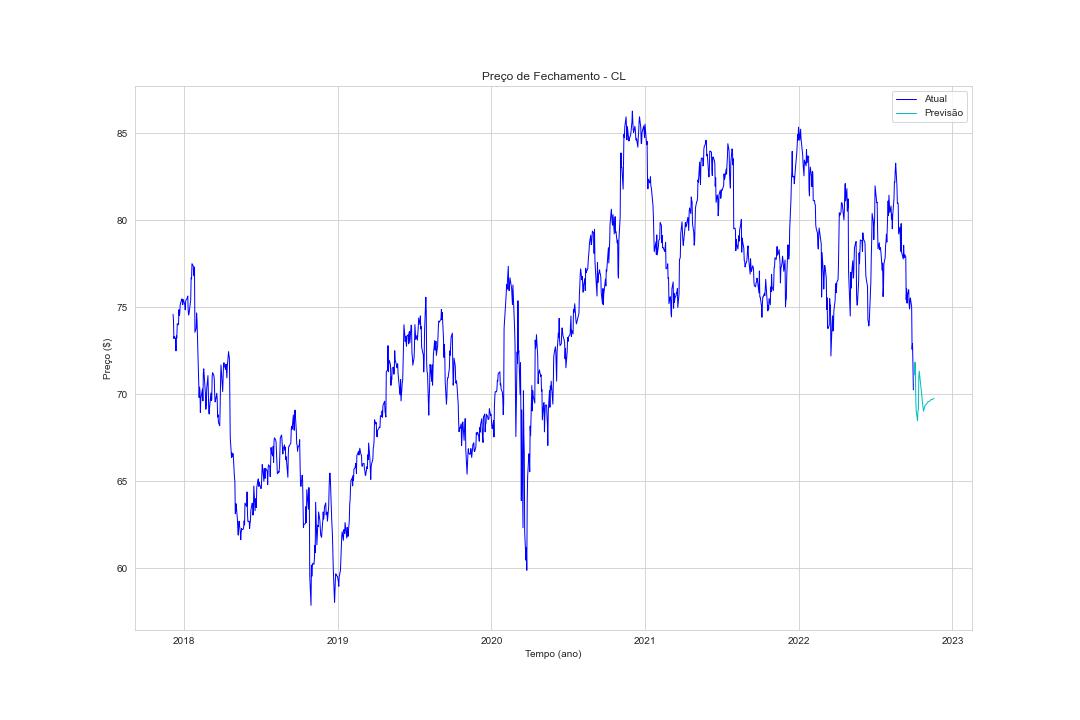 Preço de Fechamento - CL
Atual
Previsão
85
80
75
70
65
60
Preço ($)
2018
2019
2020
2021
2022
2023
Tempo (ano)